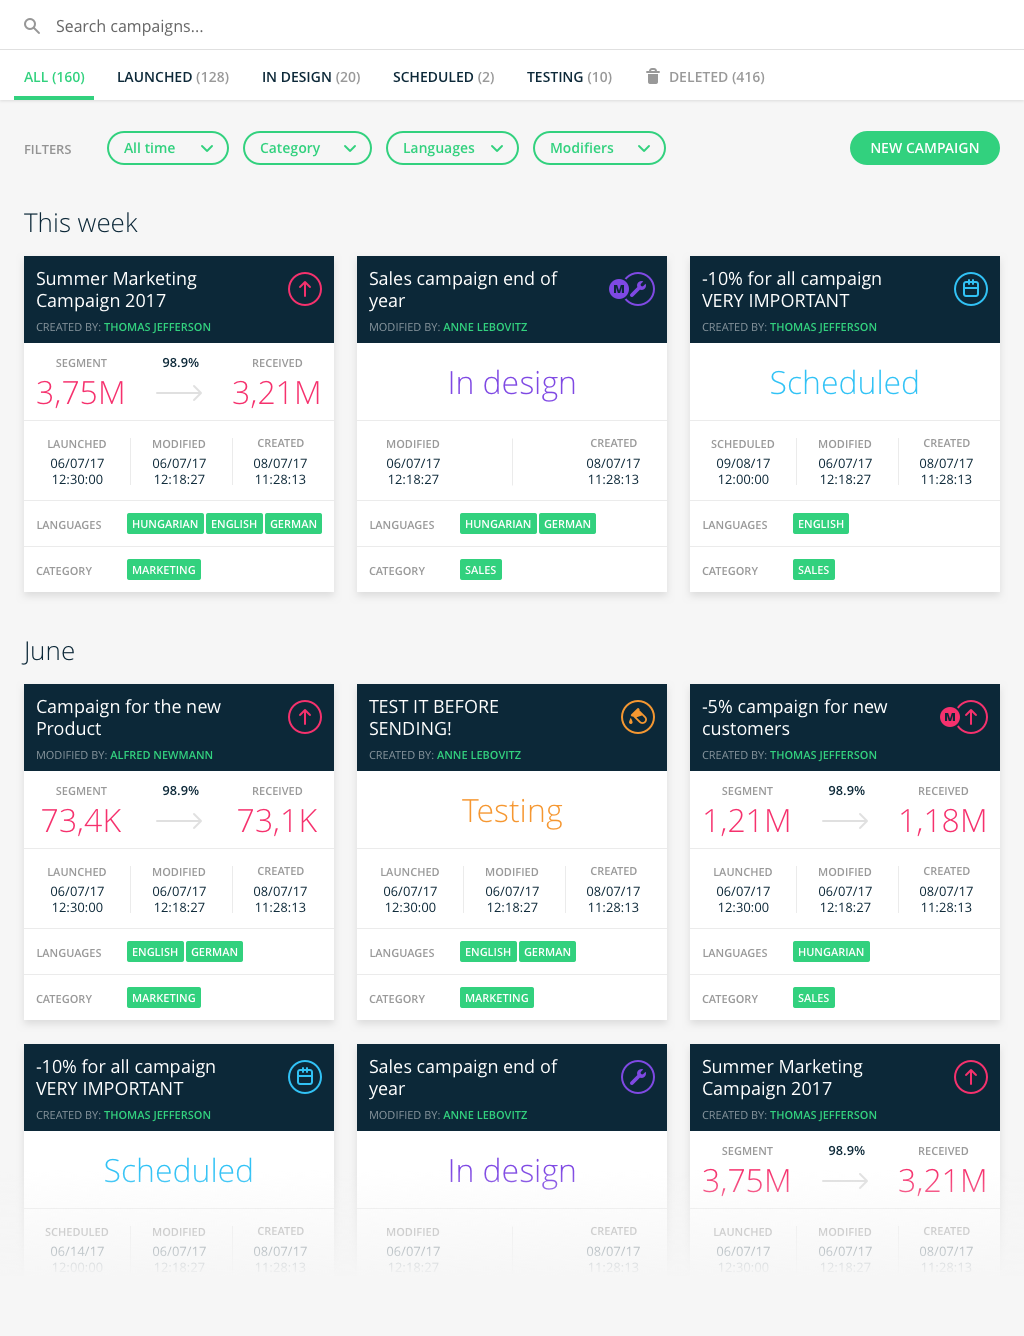 Search campaigns...
ALL (160) LAUNCHED (128) IN DESIGN (20) SCHEDULED (2) TESTING (10) DELETED (416)
FILTERS All time Category Languages Modifiers NEW CAMPAIGN
This week
Summer Marketing
Campaign 2017
CREATED BY: THOMAS JEFFERSON
SEGMENT 98.9% RECEIVED
3,75M 3,21M
LAUNCHED MODIFIED CREATED
06/07/17 06/07/17 08/07/17
12:30:00 12:18:27 11:28:13
LANGUAGES HUNGARIAN ENGLISH GERMAN
CATEGORY MARKETING
Sales campaign end of
year
M
MODIFIED BY: ANNE LEBOVITZ
In design
MODIFIED CREATED
06/07/17 08/07/17
12:18:27 11:28:13
LANGUAGES HUNGARIAN GERMAN
CATEGORY SALES
-10% for all campaign
VERY IMPORTANT
CREATED BY: THOMAS JEFFERSON
Scheduled
SCHEDULED MODIFIED CREATED
09/08/17 06/07/17 08/07/17
12:00:00 12:18:27 11:28:13
LANGUAGES ENGLISH
CATEGORY SALES
June
Campaign for the new
Product
MODIFIED BY: ALFRED NEWMANN
SEGMENT 98.9% RECEIVED
73,4K 73,1K
LAUNCHED MODIFIED CREATED
06/07/17 06/07/17 08/07/17
12:30:00 12:18:27 11:28:13
LANGUAGES ENGLISH GERMAN
CATEGORY MARKETING
TEST IT BEFORE
SENDING!
CREATED BY: ANNE LEBOVITZ
Testing
LAUNCHED MODIFIED CREATED
06/07/17 06/07/17 08/07/17
12:30:00 12:18:27 11:28:13
LANGUAGES ENGLISH GERMAN
CATEGORY MARKETING
-5% campaign for new
customers
M
CREATED BY: THOMAS JEFFERSON
SEGMENT 98.9% RECEIVED
1,21M 1,18M
LAUNCHED MODIFIED CREATED
06/07/17 06/07/17 08/07/17
12:30:00 12:18:27 11:28:13
LANGUAGES HUNGARIAN
CATEGORY SALES
-10% for all campaign
VERY IMPORTANT
CREATED BY: THOMAS JEFFERSON
Scheduled
SCHEDULED MODIFIED CREATED
06/14/17 06/07/17 08/07/17
12:00:00 12:18:27 11:28:13
Sales campaign end of
year
MODIFIED BY: ANNE LEBOVITZ
In design
MODIFIED CREATED
06/07/17 08/07/17
12:18:27 11:28:13
Summer Marketing
Campaign 2017
CREATED BY: THOMAS JEFFERSON
SEGMENT 98.9% RECEIVED
3,75M 3,21M
LAUNCHED MODIFIED CREATED
06/07/17 06/07/17 08/07/17
12:30:00 12:18:27 11:28:13